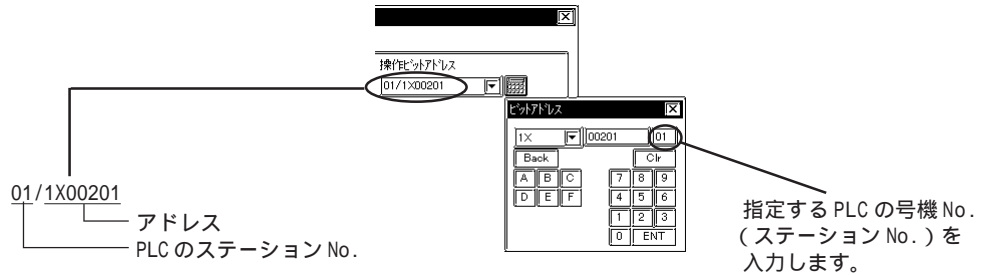 操作ビットアドレス
01/1X00201
ビットアドレス
1X 00201 01
Back Clr
A B C 7 8 9
D E F 4 5 6
1 2 3
0 ENT
01/1X00201
アドレス
PLC のステーション No.
指定する PLC の号機 No.
( ステーション No. ) を
入力します。